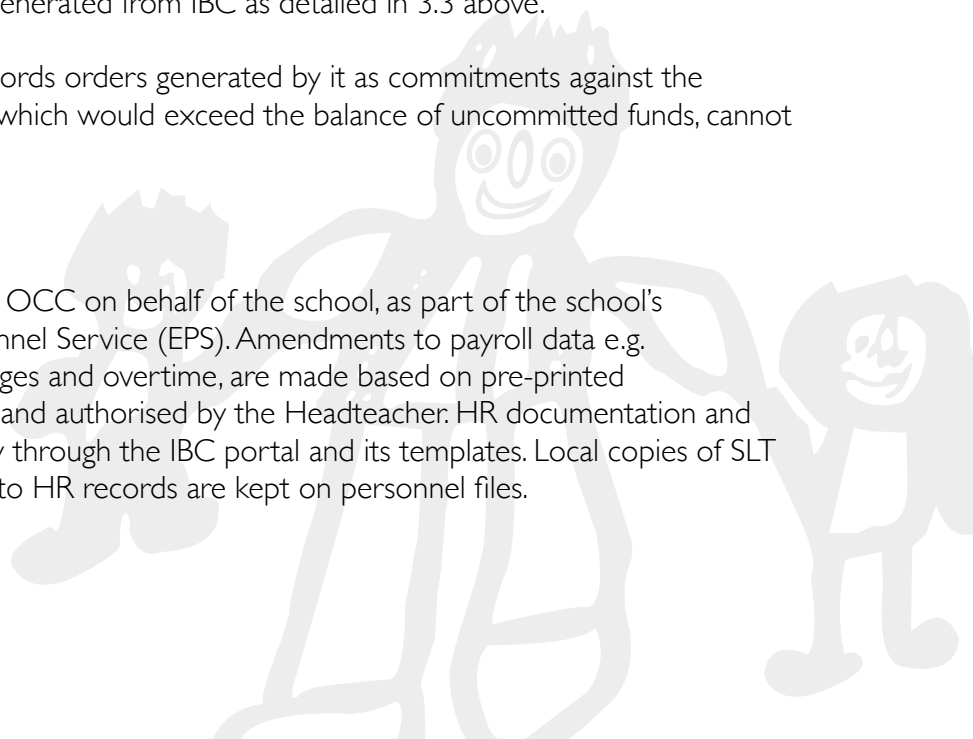 enerated from IBC as detailed in 3.3 above.
ords orders generated by it as commitments against the
which would exceed the balance of uncommitted funds, cannot
OCC on behalf of the school, as part of the school's
nnel Service (EPS). Amendments to payroll data e.g.
ges and overtime, are made based on pre-printed
and authorised by the Headteacher. HR documentation and
y through the IBC portal and its templates. Local copies of SLT
to HR records are kept on personnel files.